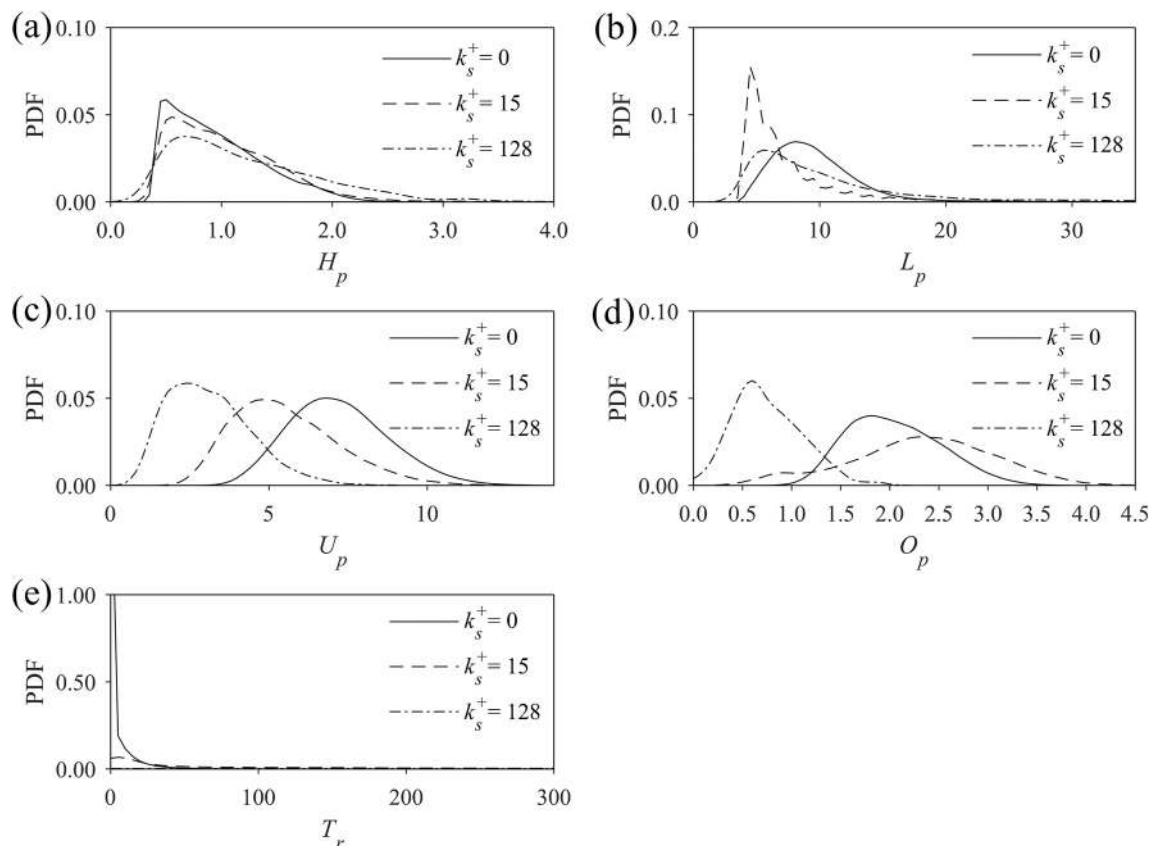 (a)
0.10
0.05
0.00
PDF
k_s^+ = 0
k_s^+ = 15
k_s^+ = 128
0.0 1.0 2.0 3.0 4.0
H_p
(b)
0.2
0.1
0.0
PDF
k_s^+ = 0
k_s^+ = 15
k_s^+ = 128
0 10 20 30
L_p
(c)
0.10
0.05
0.00
PDF
k_s^+ = 0
k_s^+ = 15
k_s^+ = 128
0 5 10
U_p
(d)
0.10
0.05
0.00
PDF
k_s^+ = 0
k_s^+ = 15
k_s^+ = 128
0.0 0.5 1.0 1.5 2.0 2.5 3.0 3.5 4.0 4.5
O_p
(e)
1.00
0.50
0.00
PDF
k_s^+ = 0
k_s^+ = 15
k_s^+ = 128
0 100 200 300
T_r